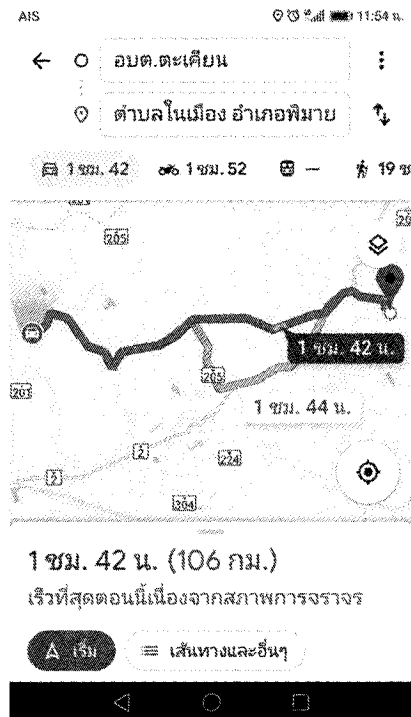 AIS
11:54 น.
อบต.ตะเคียน
ตำบลในเมือง อำเภอพิมาย
1 ชม. 42
1 ชม. 52
—
19 ช
205
20
1 ชม. 42 น.
205
201
1 ชม. 44 น.
2
224
2
304
1 ชม. 42 น. (106 กม.)
เร็วที่สุดตอนนี้เนื่องจากสภาพการจราจร
เริ่ม
เส้นทางและอื่นๆ